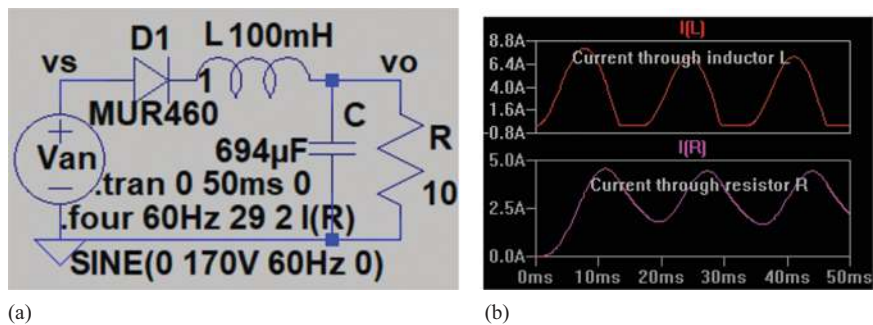 D1
L 100mH
vs
vo
1
MUR460
C
Van
694µF
R
.tran 0 50ms 0
10
.four 60Hz 29 2 I(R)
SINE(0 170V 60Hz 0)
(a)
I(L)
8.8A
Current through inductor L
6.4A
4.0A
1.6A
-0.8A
I(R)
5.0A
Current through resistor R
2.5A
0.0A
0ms 10ms 20ms 30ms 40ms 50ms
(b)